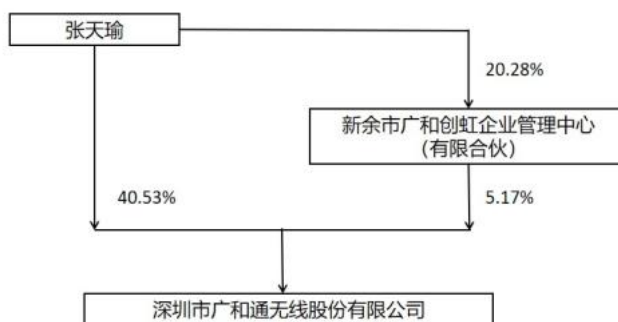 张天瑜
20.28%
新余市广和创虹企业管理中心
（有限合伙）
40.53%
5.17%
深圳市广和通无线股份有限公司